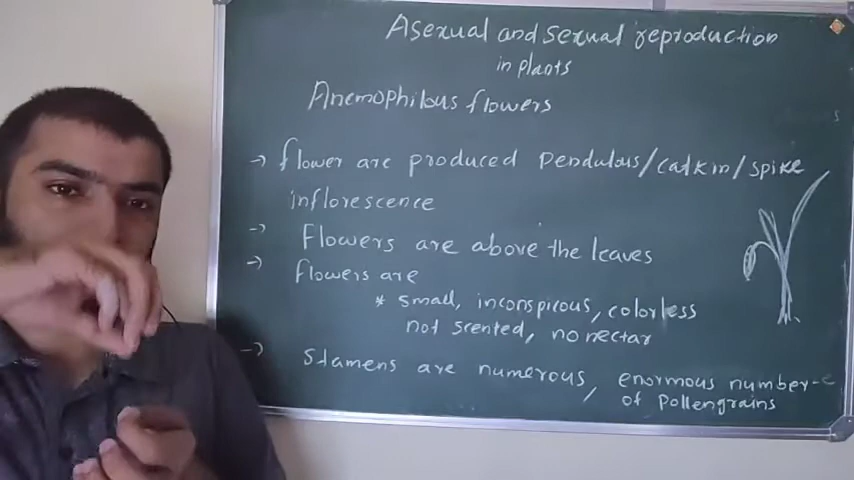 Asexual and sexual reproduction
in plants
Anemophilous flowers
→ flower are produced pendulous/catkin/spike
inflorescence
→ Flowers are above the leaves
→ flowers are
* small, inconspicuous, colorless
not scented, no nectar
→ Stamens are numerous, enormous number
of pollengrains